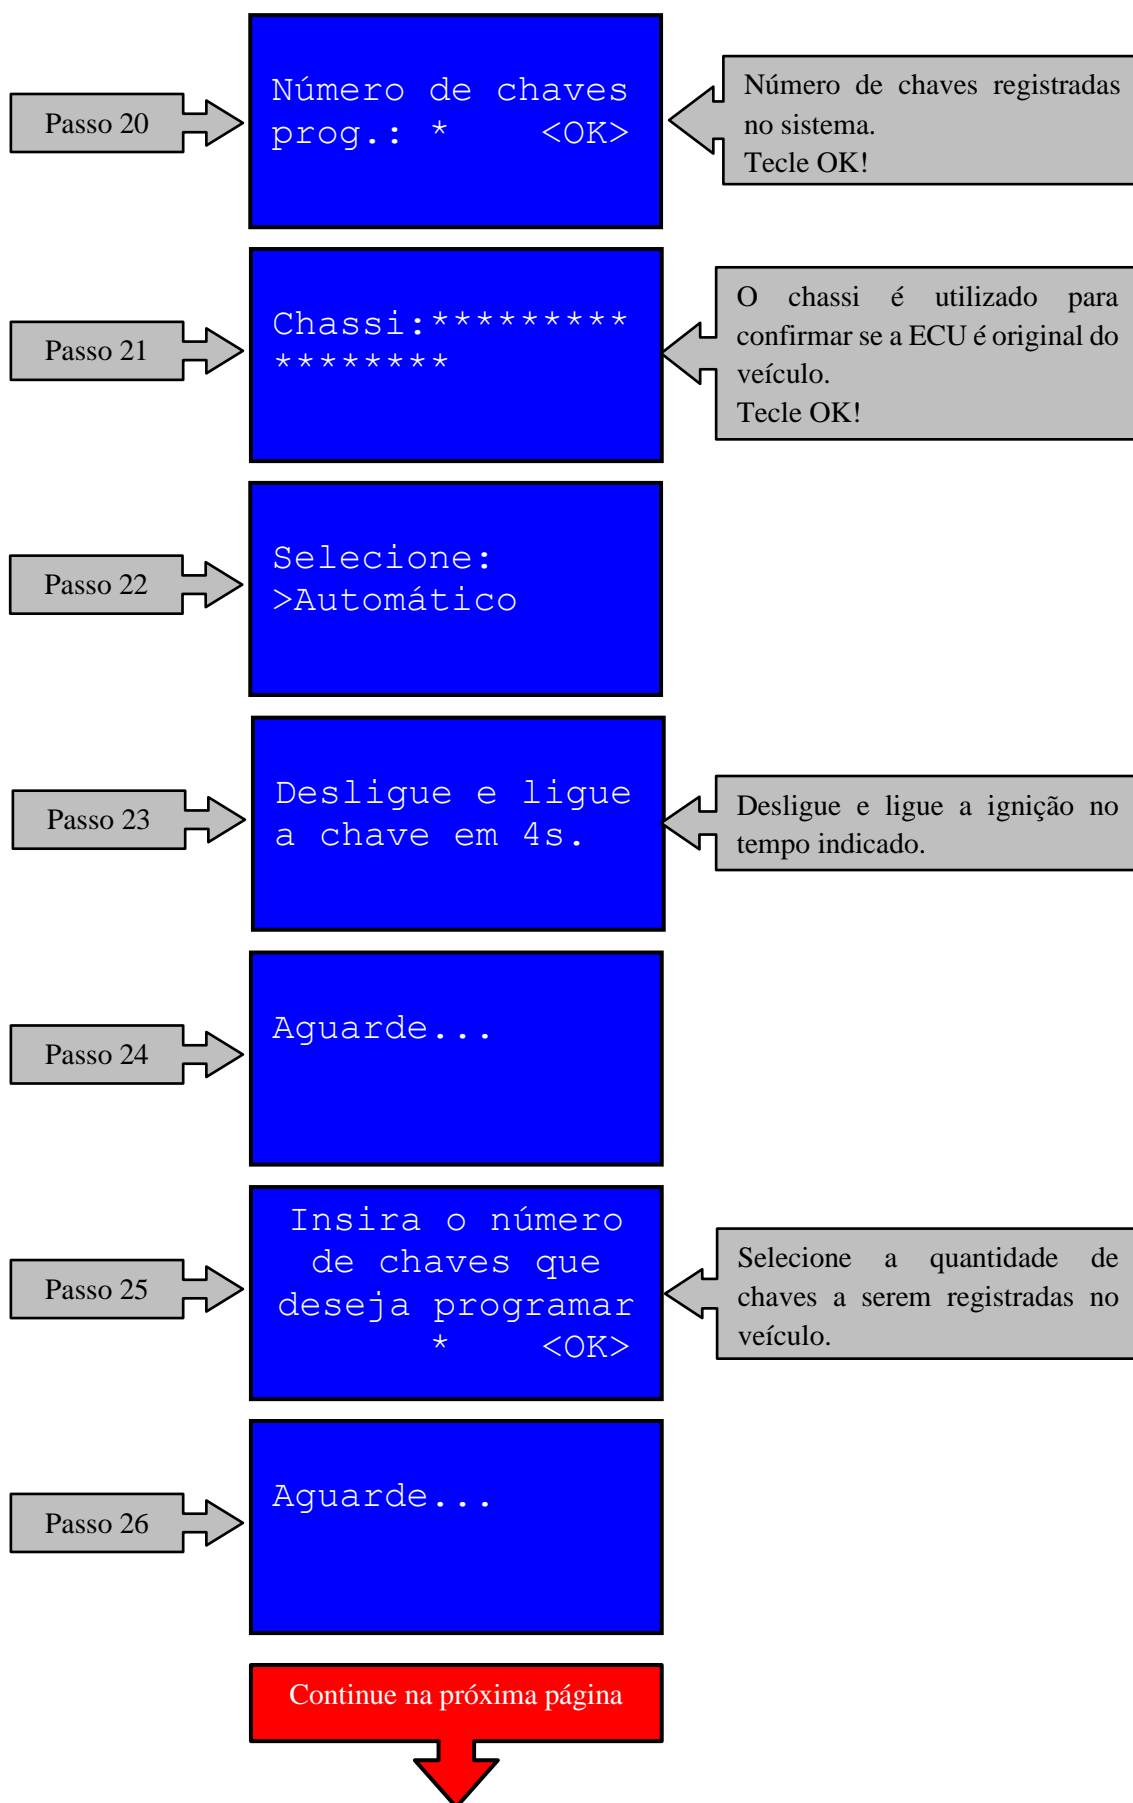 Passo 20
Número de chaves
prog.: * <OK>
Número de chaves registradas
no sistema.
Tecle OK!
Passo 21
Chassi:*********
********
O chassi é utilizado para
confirmar se a ECU é original do
veículo.
Tecle OK!
Passo 22
Selecione:
>Automático
Passo 23
Desligue e ligue
a chave em 4s.
Desligue e ligue a ignição no
tempo indicado.
Passo 24
Aguarde...
Passo 25
Insira o número
de chaves que
deseja programar
* <OK>
Selecione a quantidade de
chaves a serem registradas no
veículo.
Passo 26
Aguarde...
Continue na próxima página